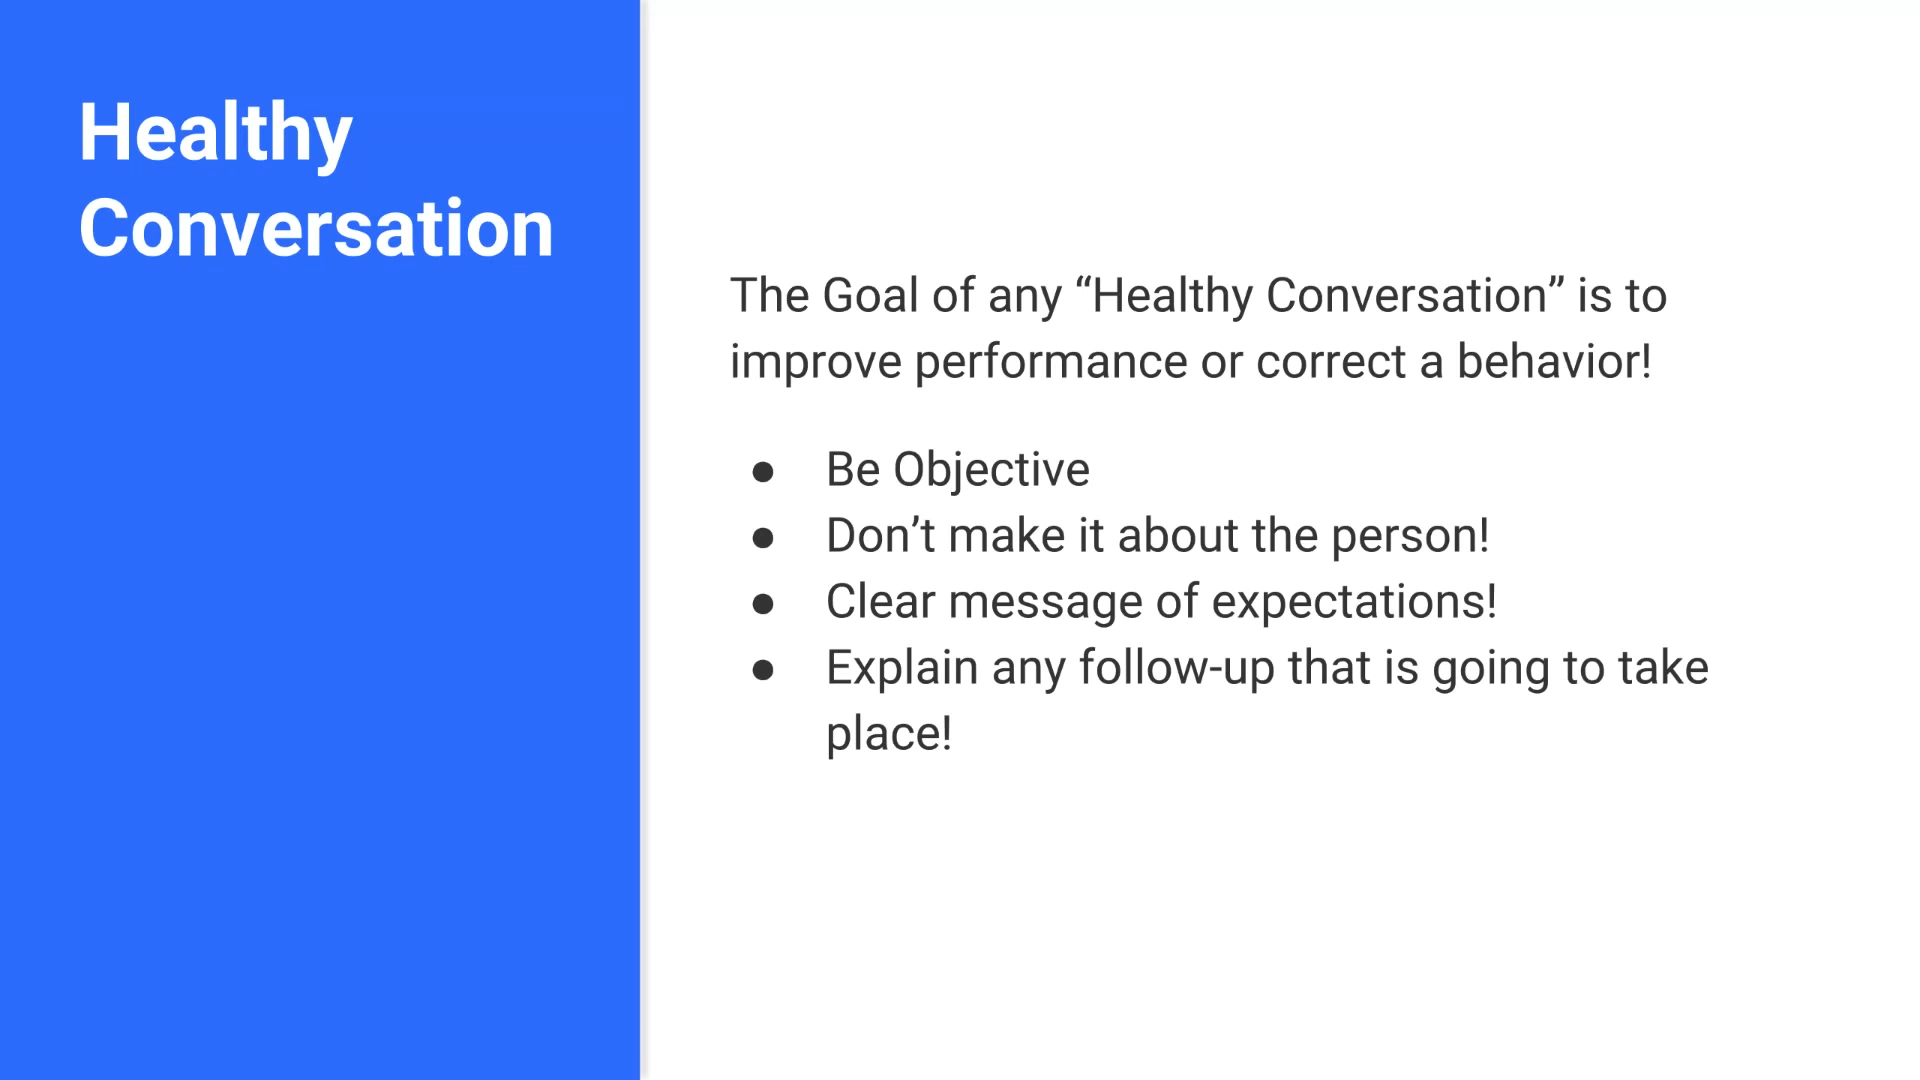 Healthy
Conversation
The Goal of any “Healthy Conversation” is to
improve performance or correct a behavior!
● Be Objective
● Don’t make it about the person!
● Clear message of expectations!
● Explain any follow-up that is going to take
place!